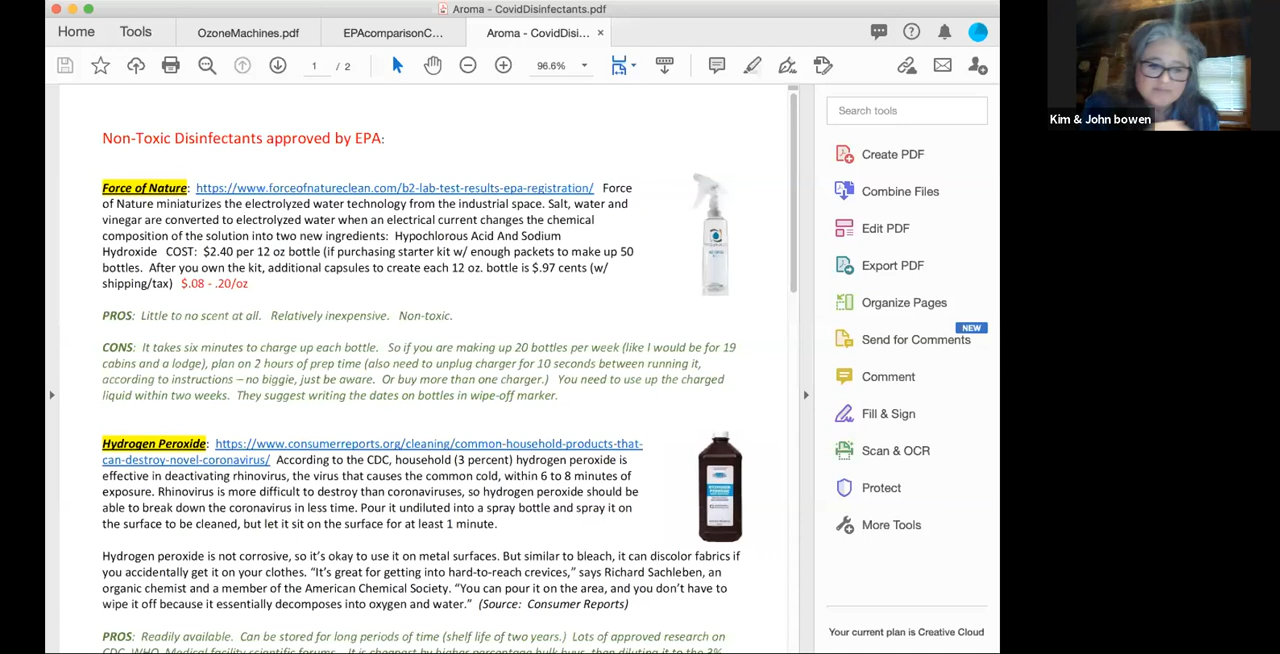 Aroma - CovidDisinfectants.pdf
Home
Tools
OzoneMachines.pdf
EPAcomparisonC...
Aroma - CovidDisi...
1 / 2
96.6%
Kim & John bowen
Non-Toxic Disinfectants approved by EPA:
Force of Nature: https://www.forceofnatureclean.com/b2-lab-test-results-epa-registration/ Force
of Nature miniaturizes the electrolyzed water technology from the industrial space. Salt, water and
vinegar are converted to electrolyzed water when an electrical current changes the chemical
composition of the solution into two new ingredients: Hypochlorous Acid And Sodium
Hydroxide COST: $2.40 per 12 oz bottle (if purchasing starter kit w/ enough packets to make up 50
bottles. After you own the kit, additional capsules to create each 12 oz. bottle is $.97 cents (w/
shipping/tax) $.08 - .20/oz
PROS: Little to no scent at all. Relatively inexpensive. Non-toxic.
CONS: It takes six minutes to charge up each bottle. So if you are making up 20 bottles per week (like I would be for 19
cabins and a lodge), plan on 2 hours of prep time (also need to unplug charger for 10 seconds between running it,
according to instructions – no biggie, just be aware. Or buy more than one charger.) You need to use up the charged
liquid within two weeks. They suggest writing the dates on bottles in wipe-off marker.
Hydrogen Peroxide: https://www.consumerreports.org/cleaning/common-household-products-that-
can-destroy-novel-coronavirus/ According to the CDC, household (3 percent) hydrogen peroxide is
effective in deactivating rhinovirus, the virus that causes the common cold, within 6 to 8 minutes of
exposure. Rhinovirus is more difficult to destroy than coronaviruses, so hydrogen peroxide should be
able to break down the coronavirus in less time. Pour it undiluted into a spray bottle and spray it on
the surface to be cleaned, but let it sit on the surface for at least 1 minute.
Hydrogen peroxide is not corrosive, so it's okay to use it on metal surfaces. But similar to bleach, it can discolor fabrics if
you accidentally get it on your clothes. "It's great for getting into hard-to-reach crevices," says Richard Sachleben, an
organic chemist and a member of the American Chemical Society. "You can pour it on the area, and you don't have to
wipe it off because it essentially decomposes into oxygen and water." (Source: Consumer Reports)
PROS: Readily available. Can be stored for long periods of time (shelf life of two years.) Lots of approved research on
CDC, WHO, Medical facility scientific forums. It is cheapest by higher percentage bulk buys, then diluting it to the 3%
Search tools
Create PDF
Combine Files
Edit PDF
Export PDF
Organize Pages
NEW
Send for Comments
Comment
Fill & Sign
Scan & OCR
Protect
More Tools
Your current plan is Creative Cloud